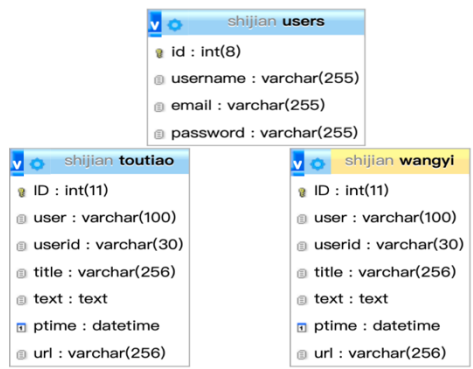 v shijian users
id : int(8)
username : varchar(255)
email : varchar(255)
password : varchar(255)
v shijian toutiao
ID : int(11)
user : varchar(100)
userid : varchar(30)
title : varchar(256)
text : text
ptime : datetime
url : varchar(256)
v shijian wangyi
ID : int(11)
user : varchar(100)
userid : varchar(30)
title : varchar(256)
text : text
ptime : datetime
url : varchar(256)